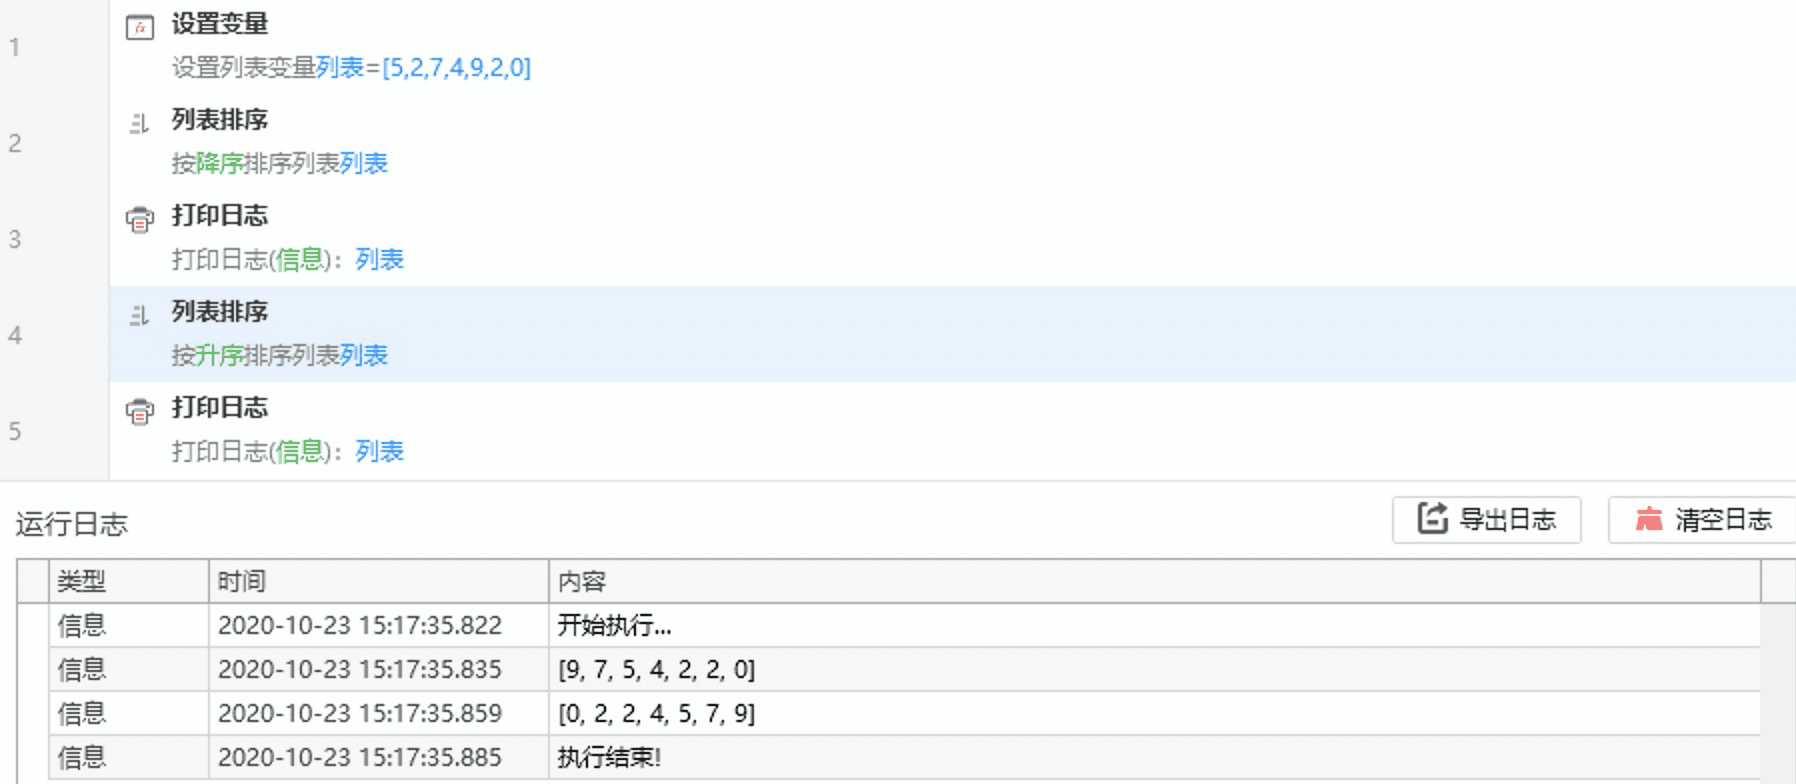 1
设置变量
设置列表变量列表=[5,2,7,4,9,2,0]
2
列表排序
按降序排序列表列表
3
打印日志
打印日志(信息)：列表
4
列表排序
按升序排序列表列表
5
打印日志
打印日志(信息)：列表
运行日志 导出日志 清空日志
类型 时间 内容
信息 2020-10-23 15:17:35.822 开始执行...
信息 2020-10-23 15:17:35.835 [9, 7, 5, 4, 2, 2, 0]
信息 2020-10-23 15:17:35.859 [0, 2, 2, 4, 5, 7, 9]
信息 2020-10-23 15:17:35.885 执行结束!